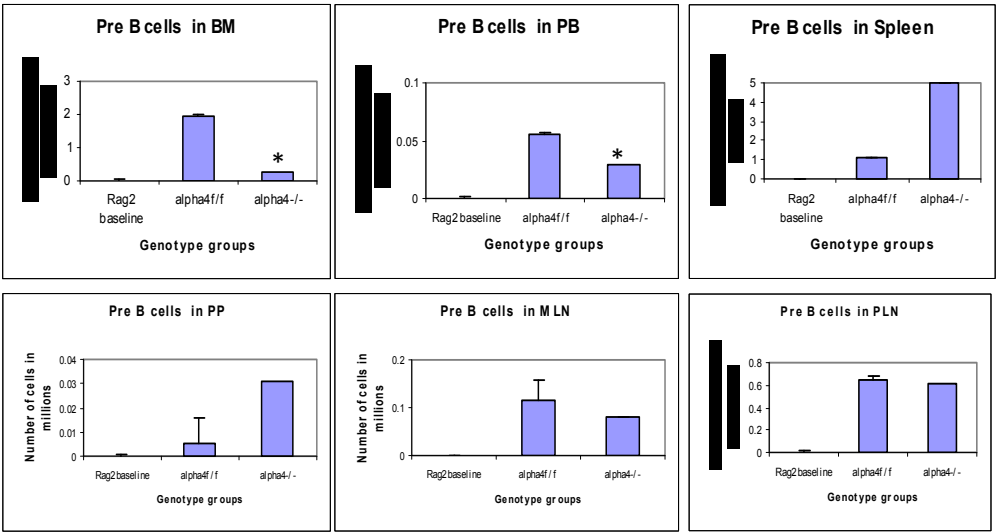 Pre B cells in BM
3
2
1
0
*
Rag2 baseline
alpha4f/f
alpha4-/-
Genotype groups
Pre B cells in PB
0.1
0.05
0
*
Rag2 baseline
alpha4f/f
alpha4-/-
Genotype groups
Pre B cells in Spleen
5
4
3
2
1
0
Rag2
baseline
alpha4f/f
alpha4-/-
Genotype groups
Pre B cells in PP
Number of cells in
millions
0.04
0.03
0.02
0.01
0
Rag2 baseline
alpha4f/f
alpha4-/-
Genotype groups
Pre B cells in MLN
Number of cells in
millions
0.2
0.1
0
Rag2 baseline
alpha4f/f
alpha4-/-
Genotype groups
Pre B cells in PLN
0.8
0.6
0.4
0.2
0
Rag2 baseline
alpha4f/f
alpha4-/-
Genotype groups